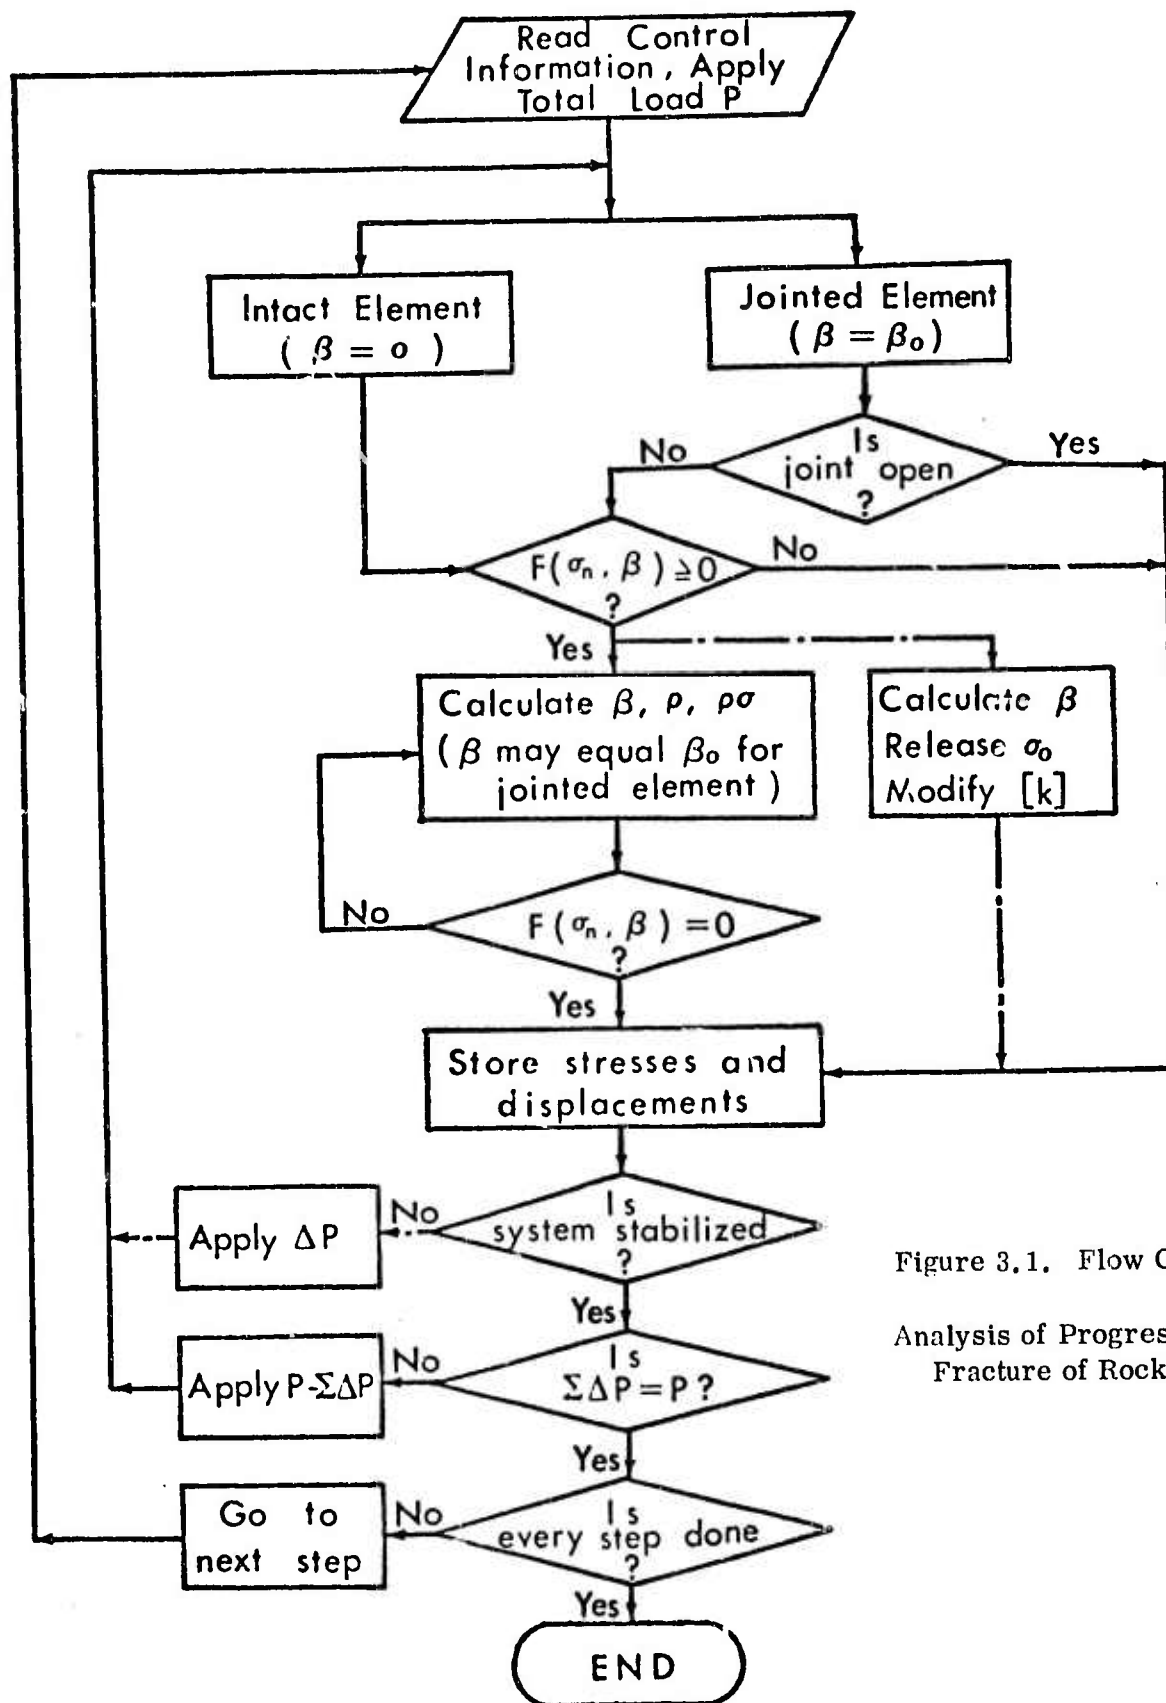 Read Control
Information, Apply
Total Load P
Intact Element
( β = o )
Jointed Element
( β = βo )
Is
joint open
?
No
Yes
F( σn, β ) ≧ 0
?
No
Yes
Calculate β, ρ, ρσ
( β may equal βo for
jointed element )
Calculate β
Release σo
Modify [k]
F( σn, β ) = 0
?
No
Yes
Store stresses and
displacements
Is
system stabilized
?
No
Apply ΔP
Yes
Is
ΣΔP = P ?
No
Apply P-ΣΔP
Yes
Is
every step done
?
No
Go to
next step
Yes
END
Figure 3.1. Flow
Analysis of
Fracture of Rock